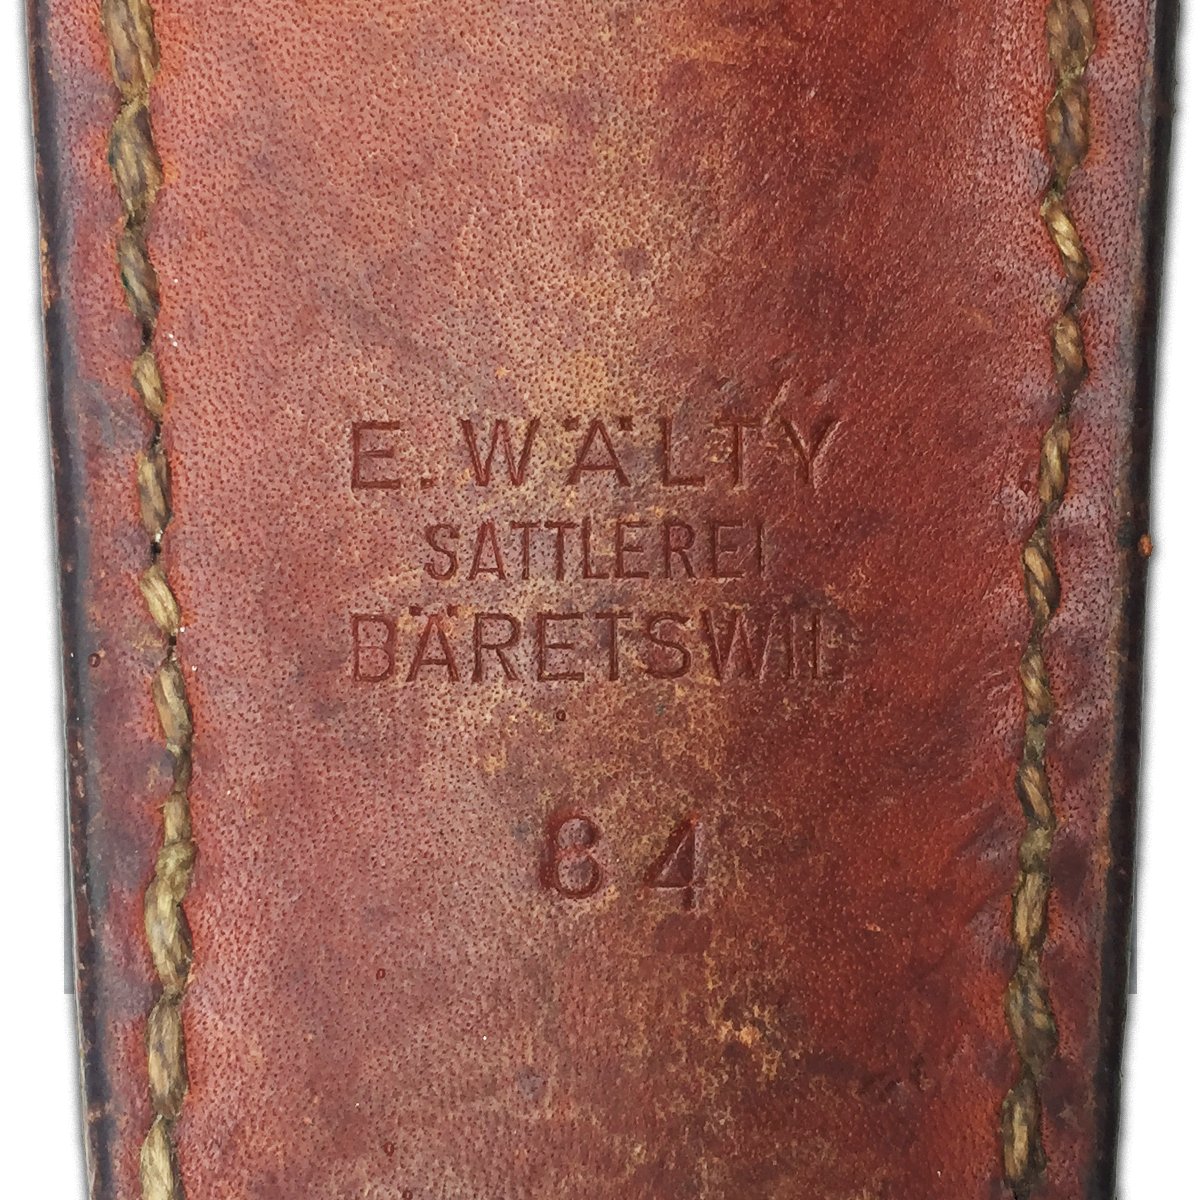 E. WÄLTY
SATTLEREI
BÄRETSWIL
64